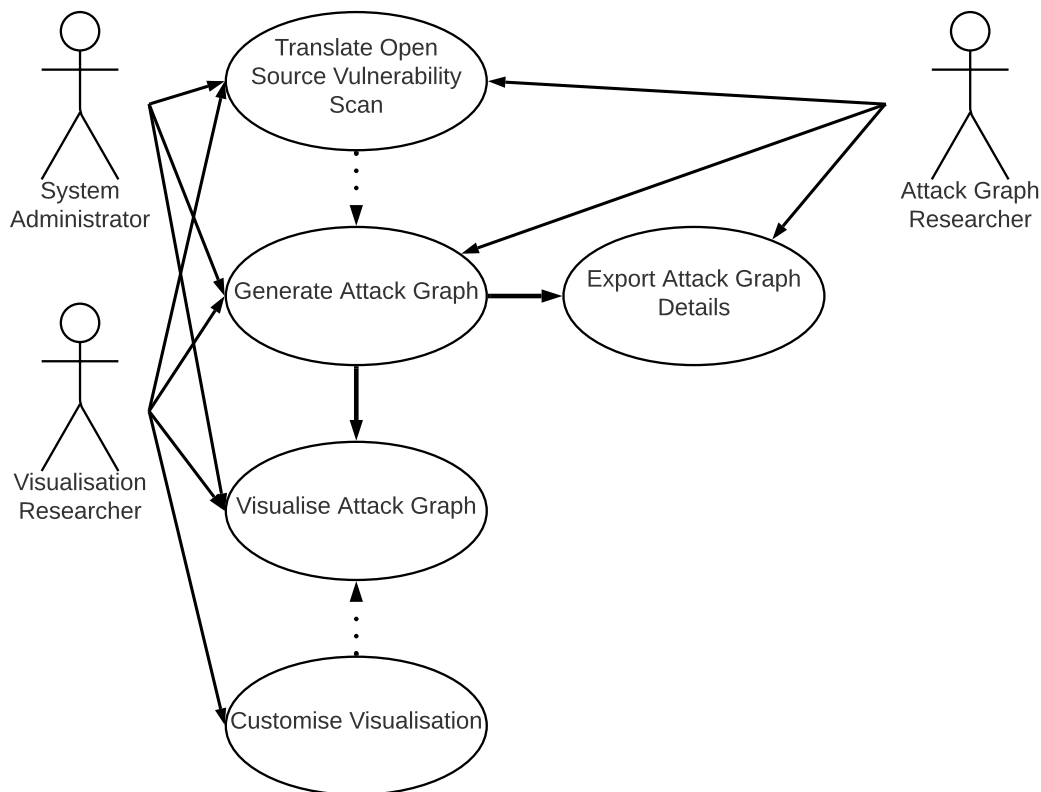 Translate Open
Source Vulnerability
Scan
System
Administrator
Attack Graph
Researcher
Generate Attack Graph
Export Attack Graph
Details
Visualisation
Researcher
Visualise Attack Graph
Customise Visualisation